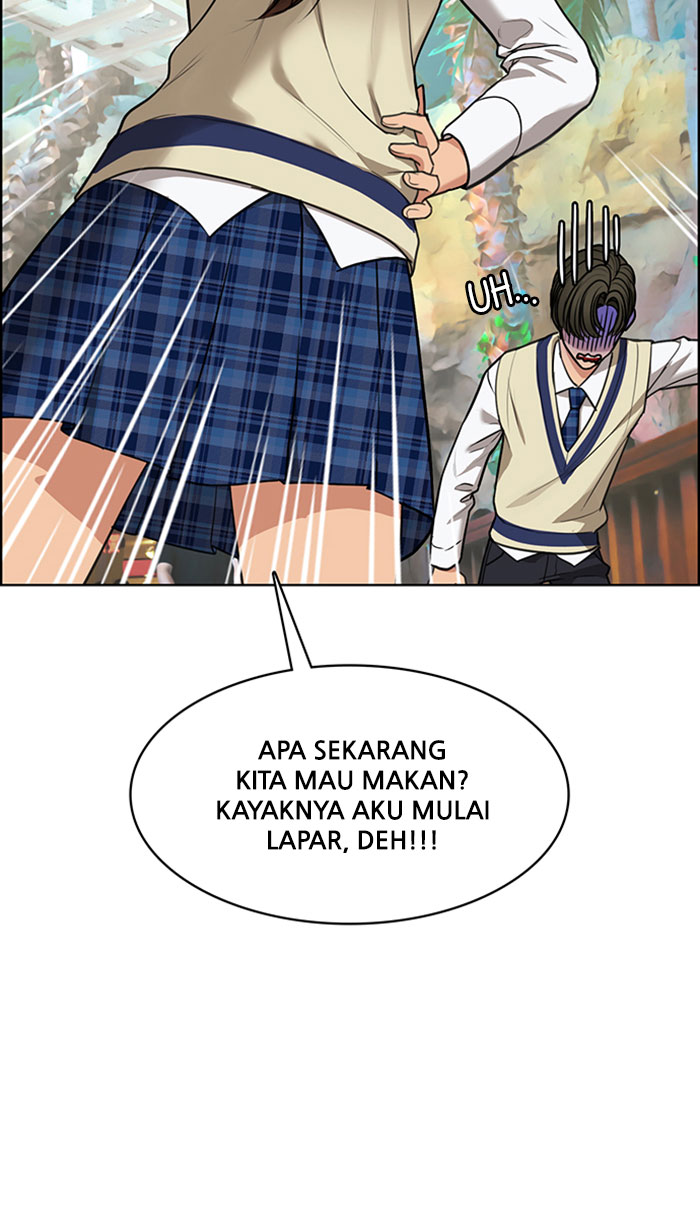 UH...
APA SEKARANG
KITA MAU MAKAN?
KAYAKNYA AKU MULAI
LAPAR, DEH!!!